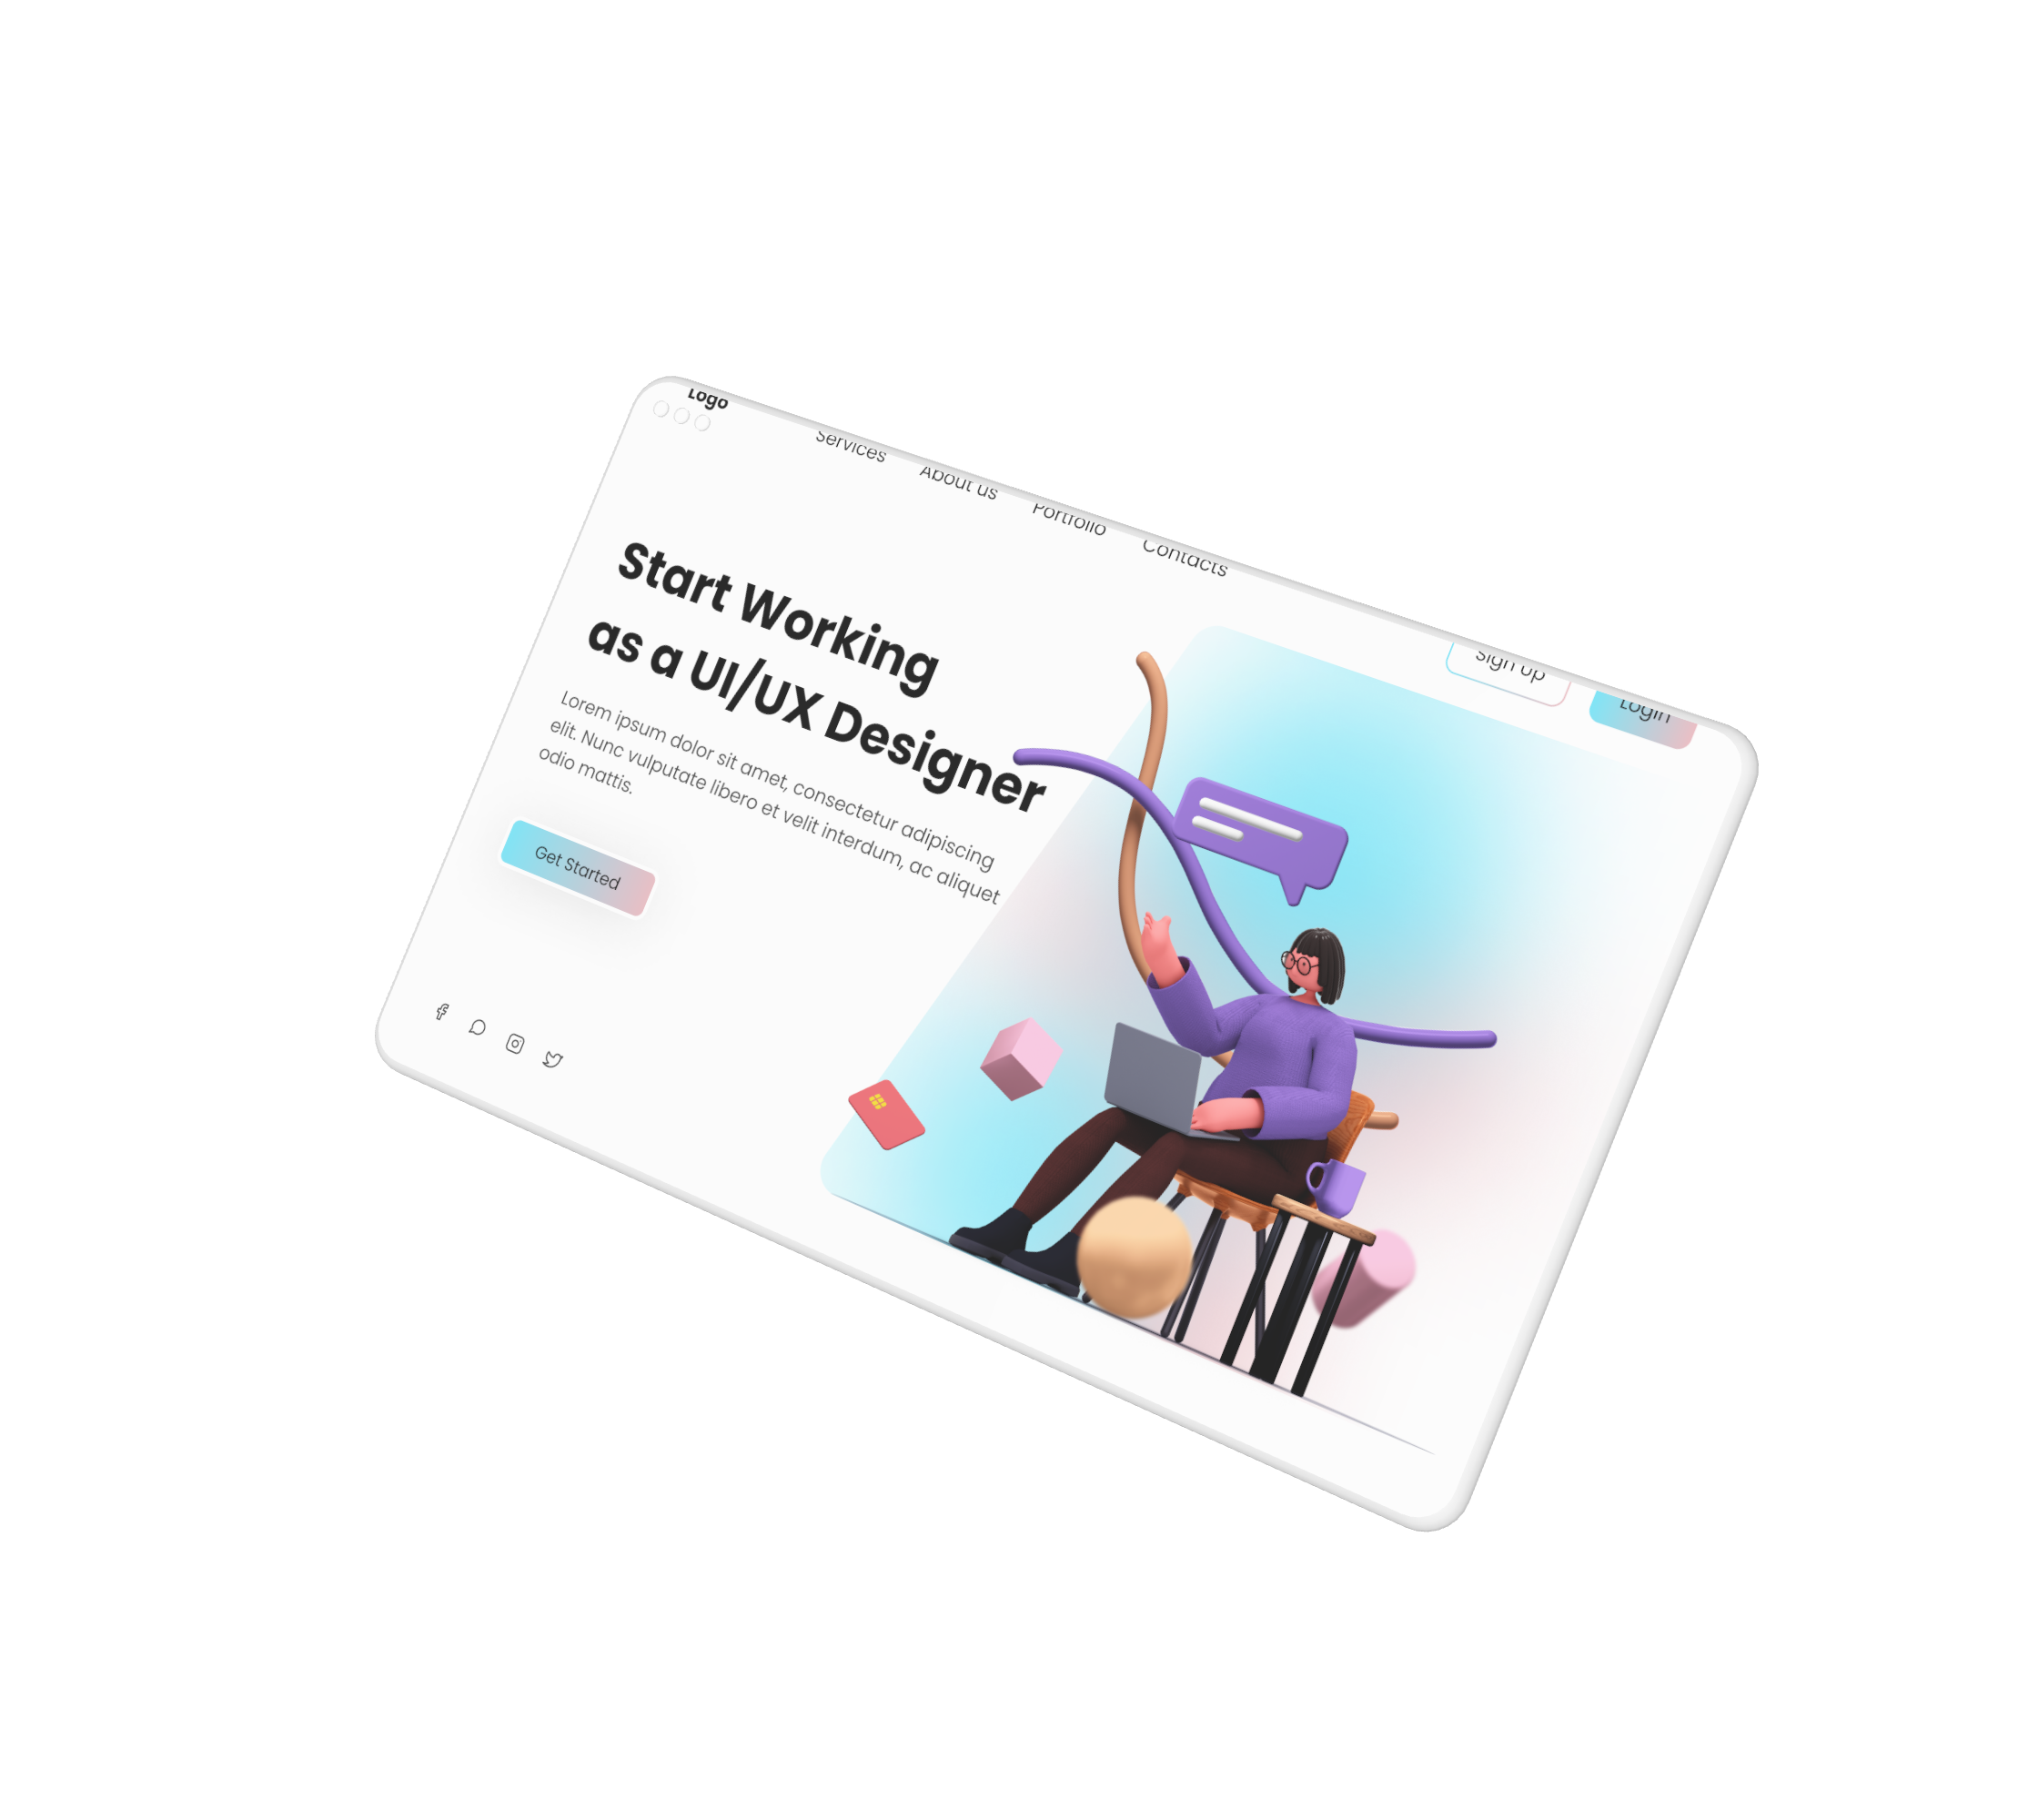 Logo
Services
About us
Portfolio
Contacts
Sign Up
Login
Start Working
as a UI/UX Designer
Lorem ipsum dolor sit amet, consectetur adipiscing
elit. Nunc vulputate libero et velit interdum, ac aliquet
odio mattis.
Get Started